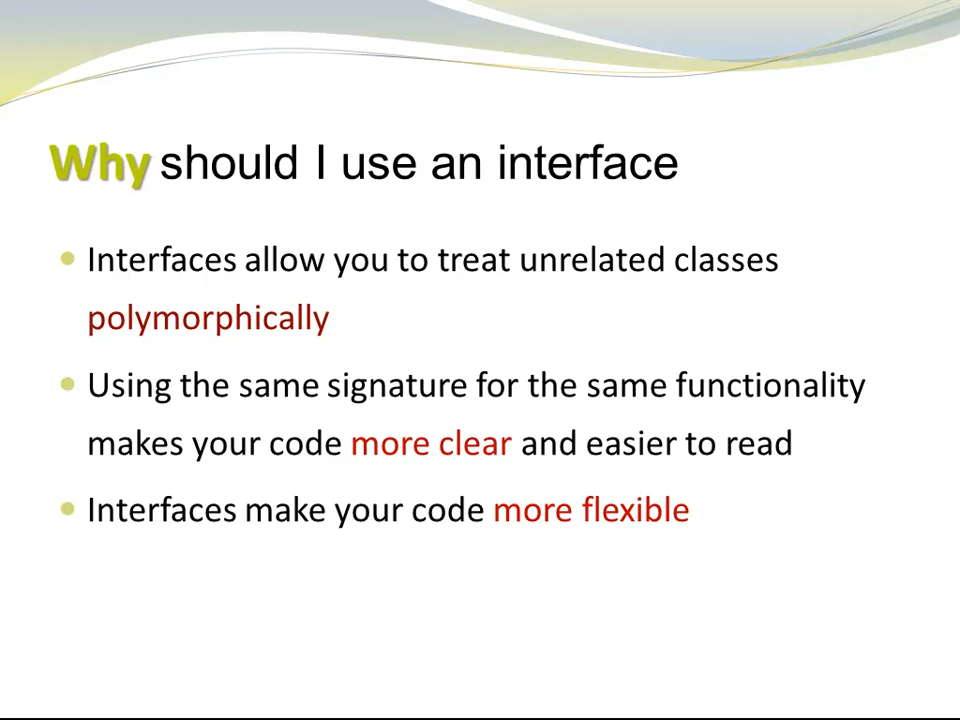 Why should I use an interface
Interfaces allow you to treat unrelated classes
polymorphically
Using the same signature for the same functionality
makes your code more clear and easier to read
Interfaces make your code more flexible